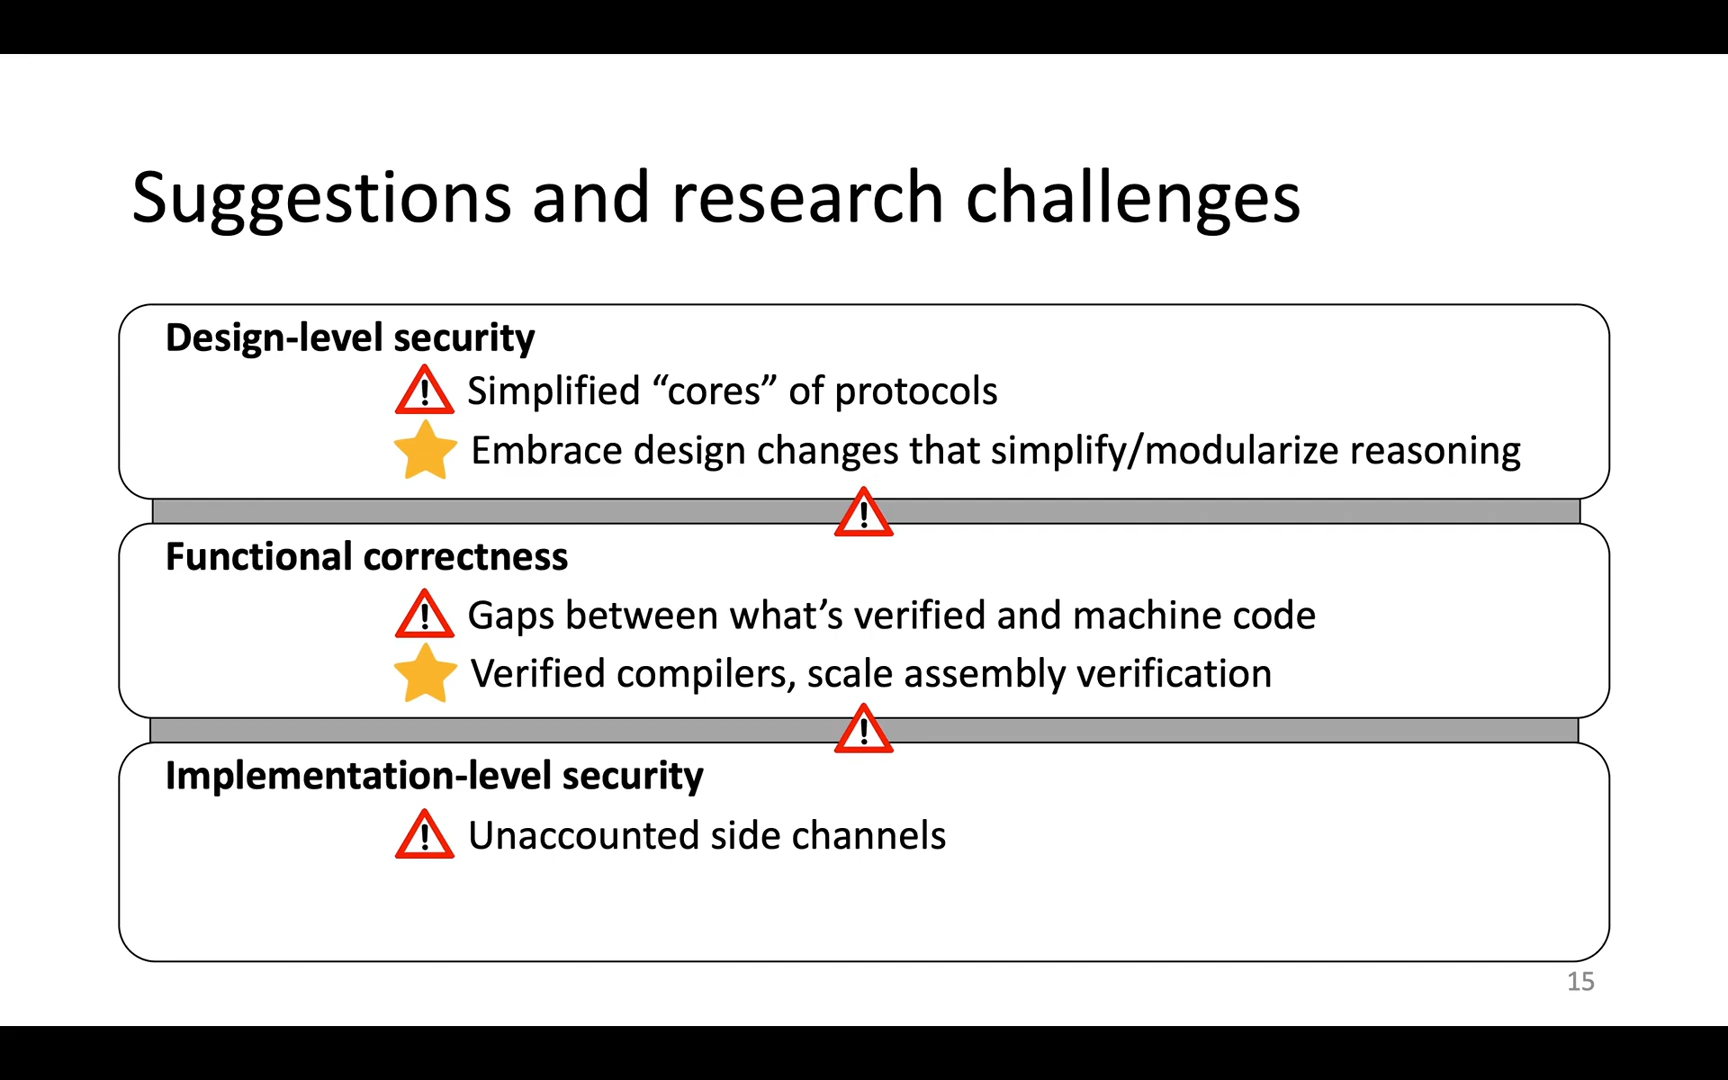 Suggestions and research challenges
Design-level security
Simplified “cores” of protocols
Embrace design changes that simplify/modularize reasoning
Functional correctness
Gaps between what’s verified and machine code
Verified compilers, scale assembly verification
Implementation-level security
Unaccounted side channels
15